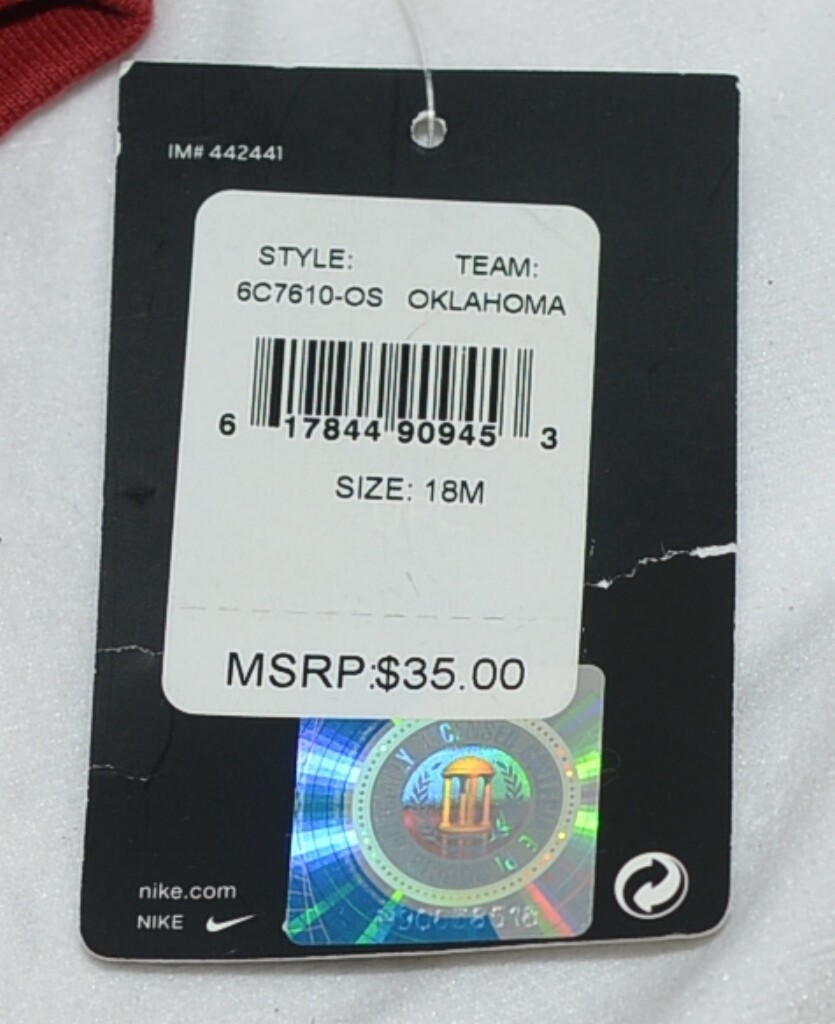 IM# 442441
STYLE: TEAM:
6C7610-OS OKLAHOMA
6 17844 90945 3
SIZE: 18M
MSRP:$35.00
nike.com
NIKE